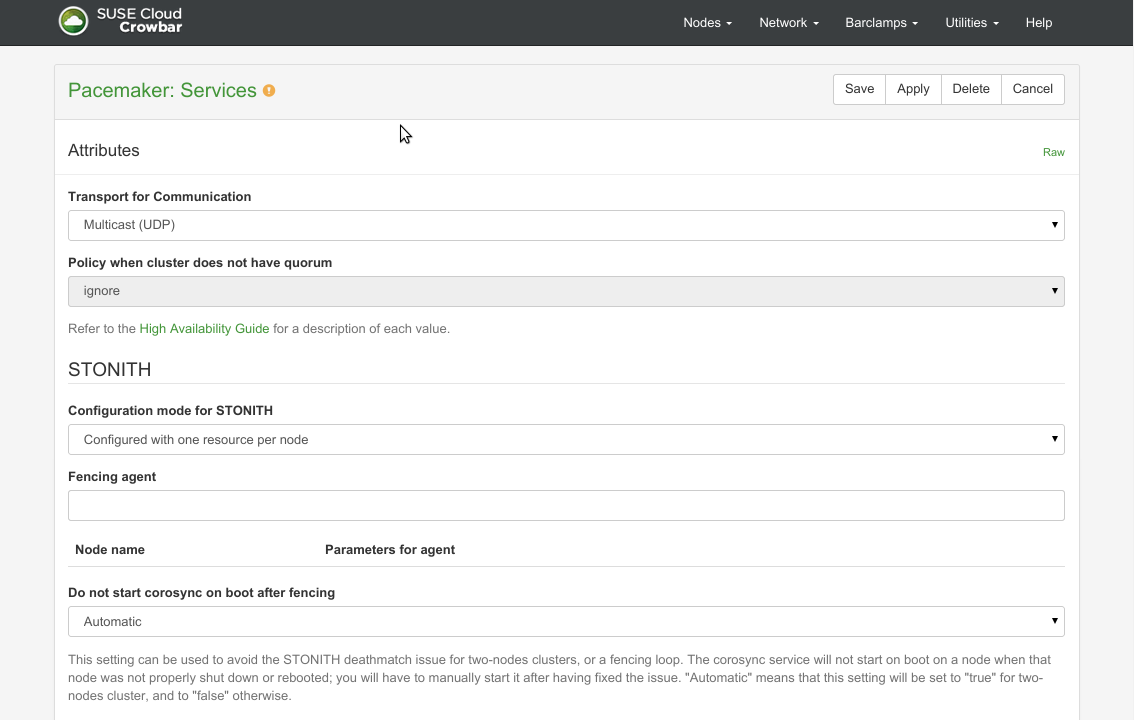 SUSE Cloud
Crowbar
Nodes Network Barclamps Utilities Help
Pacemaker: Services
Save Apply Delete Cancel
Attributes
Raw
Transport for Communication
Multicast (UDP)
Policy when cluster does not have quorum
ignore
Refer to the High Availability Guide for a description of each value.
STONITH
Configuration mode for STONITH
Configured with one resource per node
Fencing agent
Node name Parameters for agent
Do not start corosync on boot after fencing
Automatic
This setting can be used to avoid the STONITH deathmatch issue for two-nodes clusters, or a fencing loop. The corosync service will not start on boot on a node when that
node was not properly shut down or rebooted; you will have to manually start it after having fixed the issue. "Automatic" means that this setting will be set to "true" for two-
nodes cluster, and to "false" otherwise.